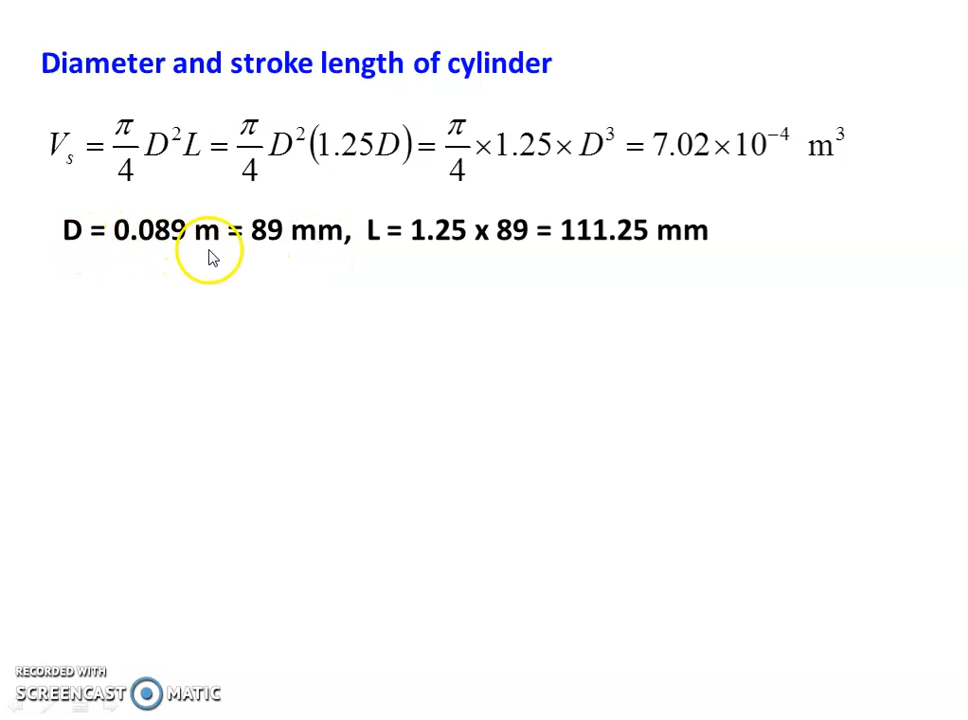 Diameter and stroke length of cylinder
V_s = π/4 D²L = π/4 D²(1.25D) = π/4 × 1.25 × D³ = 7.02 × 10⁻⁴ m³
D = 0.089 m = 89 mm, L = 1.25 x 89 = 111.25 mm
RECORDED WITH
SCREENCAST MATIC